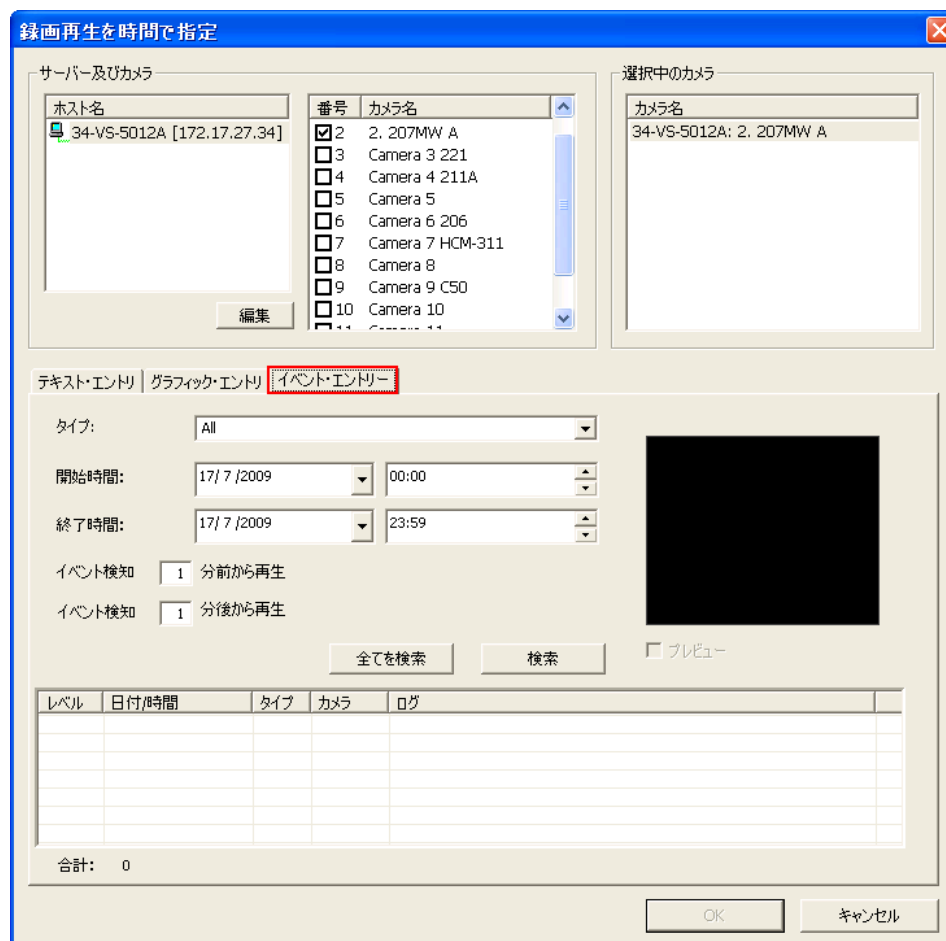 録画再生を時間で指定
サーバー及びカメラ
ホスト名
34-VS-5012A [172.17.27.34]
編集
番号 カメラ名
2 2. 207MW A
3 Camera 3 221
4 Camera 4 211A
5 Camera 5
6 Camera 6 206
7 Camera 7 HCM-311
8 Camera 8
9 Camera 9 C50
10 Camera 10
11 Camera 11
選択中のカメラ
カメラ名
34-VS-5012A: 2. 207MW A
テキスト・エントリ グラフィック・エントリ イベント・エントリー
タイプ: All
開始時間: 17/ 7 /2009 00:00
終了時間: 17/ 7 /2009 23:59
イベント検知 1 分前から再生
イベント検知 1 分後から再生
プレビュー
全てを検索 検索
レベル 日付/時間 タイプ カメラ ログ
合計: 0
OK キャンセル